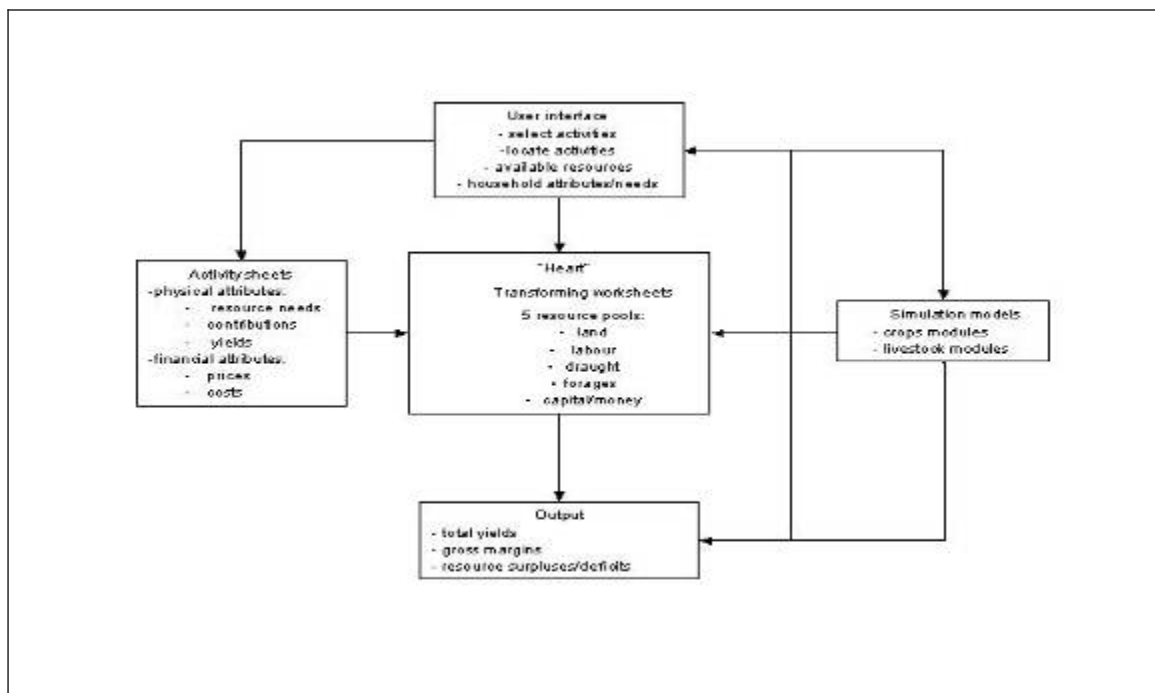 User interface
- select activities
-locate activities
- available resources
- household attributes/needs
Activity sheets
-physical attributes:
- resource needs
- contributions
- yields
-financial attributes:
- prices
- costs
"Heart"
Transforming worksheets
5 resource pools:
- land
- labour
- draught
- forages
- capital/money
Simulation models
- crops modules
- livestock modules
Output
- total yields
- gross margins
- resource surpluses/deficits